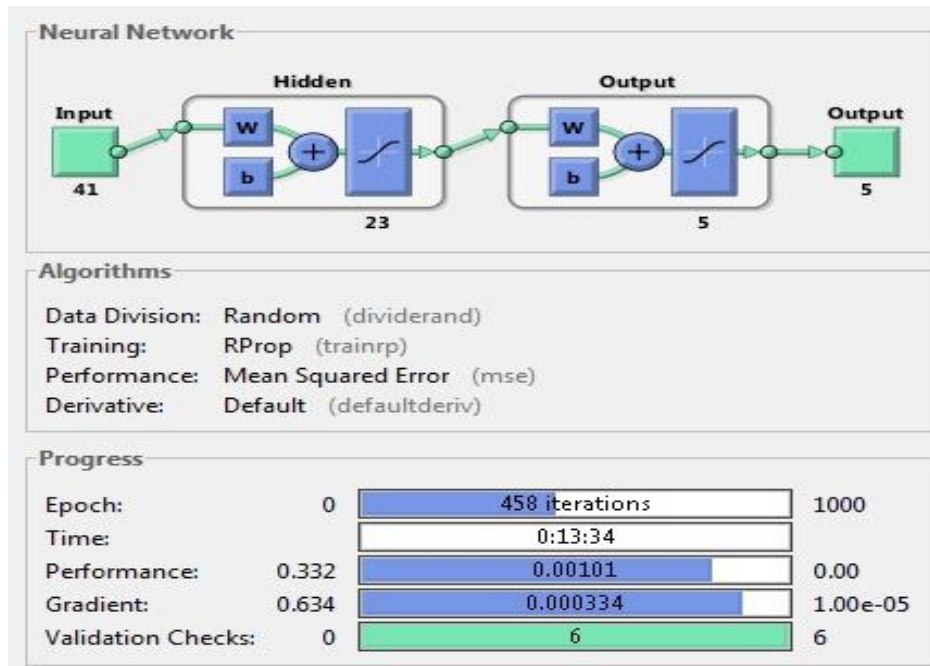 Neural Network
Hidden Output
Input Output
W W
b b
41 5
23 5
Algorithms
Data Division: Random (dividerand)
Training: RProp (trainrp)
Performance: Mean Squared Error (mse)
Derivative: Default (defaultderiv)
Progress
Epoch: 0 458 iterations 1000
Time: 0:13:34
Performance: 0.332 0.00101 0.00
Gradient: 0.634 0.000334 1.00e-05
Validation Checks: 0 6 6